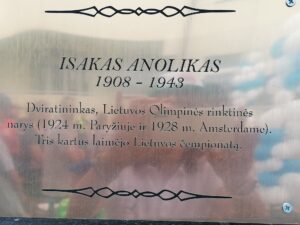 ISAKAS ANOLIKAS
1908 - 1943
Dviratininkas, Lietuvos Olimpinės rinktinės
narys (1924 m. Paryžiuje ir 1928 m. Amsterdame).
Tris kartus laimėjo Lietuvos čempionatą.